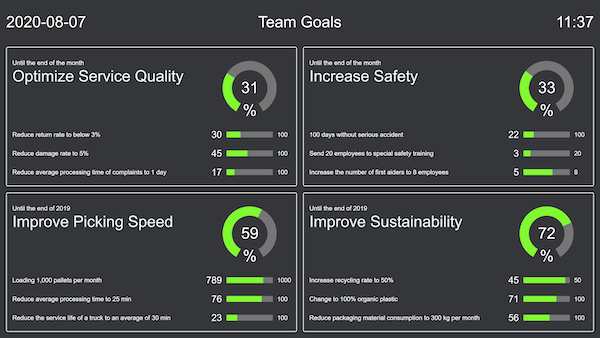 2020-08-07 Team Goals 11:37
Until the end of the month
Optimize Service Quality
31
%
Reduce return rate to below 3% 30 100
Reduce damage rate to 5% 45 100
Reduce average processing time of complaints to 1 day 17 100
Until the end of the month
Increase Safety
33
%
100 days without serious accident 22 100
Send 20 employees to special safety training 3 20
Increase the number of first aiders to 8 employees 5 8
Until the end of 2019
Improve Picking Speed
59
%
Loading 1,000 pallets per month 789 1000
Reduce average processing time to 25 min 76 100
Reduce the service life of a truck to an average of 30 min 23 100
Until the end of 2019
Improve Sustainability
72
%
Increase recycling rate to 50% 45 50
Change to 100% organic plastic 71 100
Reduce packaging material consumption to 300 kg per month 56 100